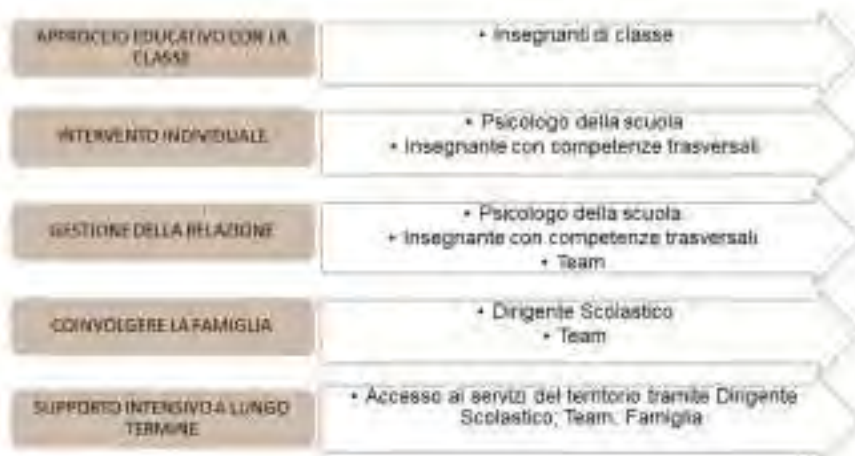 APPROCCIO EDUCATIVO CON LA
CLASSE
• Insegnanti di classe
INTERVENTO INDIVIDUALE
• Psicologo della scuola
• Insegnante con competenze trasversali
GESTIONE DELLA RELAZIONE
• Psicologo della scuola
• Insegnante con competenze trasversali
• Team
COINVOLGERE LA FAMIGLIA
• Dirigente Scolastico
• Team
SUPPORTO INTENSIVO A LUNGO
TERMINE
• Accesso ai servizi del territorio tramite Dirigente
Scolastico, Team, Famiglia